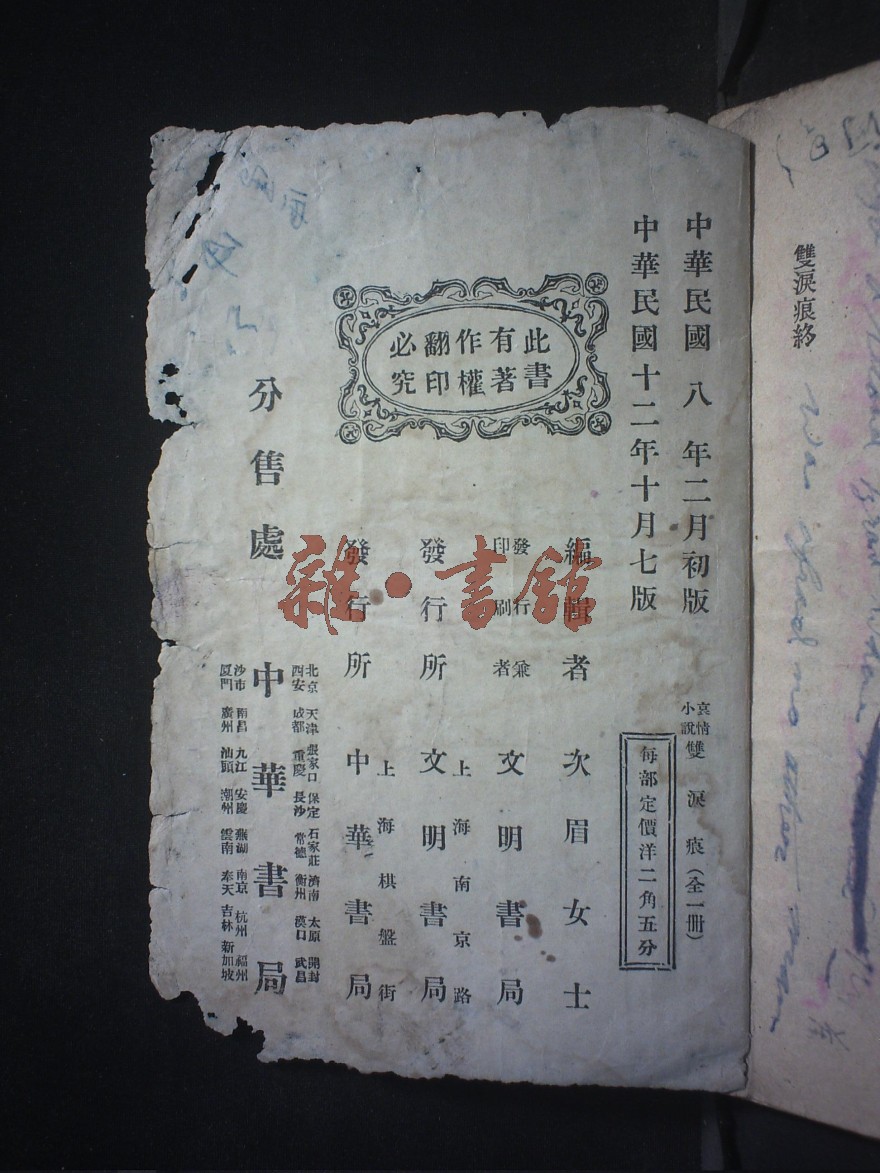 雙淚痕終
中華民國八年二月初版
中華民國十二年十月七版
哀情小說 雙淚痕（全一冊）
每部定價洋二角五分
此書有著作權翻印必究
編輯者 次眉女士
發行兼印刷者 文明書局
上海南京路
發行所 文明書局
上海棋盤街
發行所 中華書局
分售處 中華書局
北京 天津 張家口 保定 石家莊 濟南 太原 開封
西安 成都 重慶 長沙 常德 衡州 漢口 武昌
沙市 南昌 九江 安慶 蕪湖 南京 杭州 福州
厦門 廣州 汕頭 潮州 雲南 奉天 吉林 新加坡
雜·書館